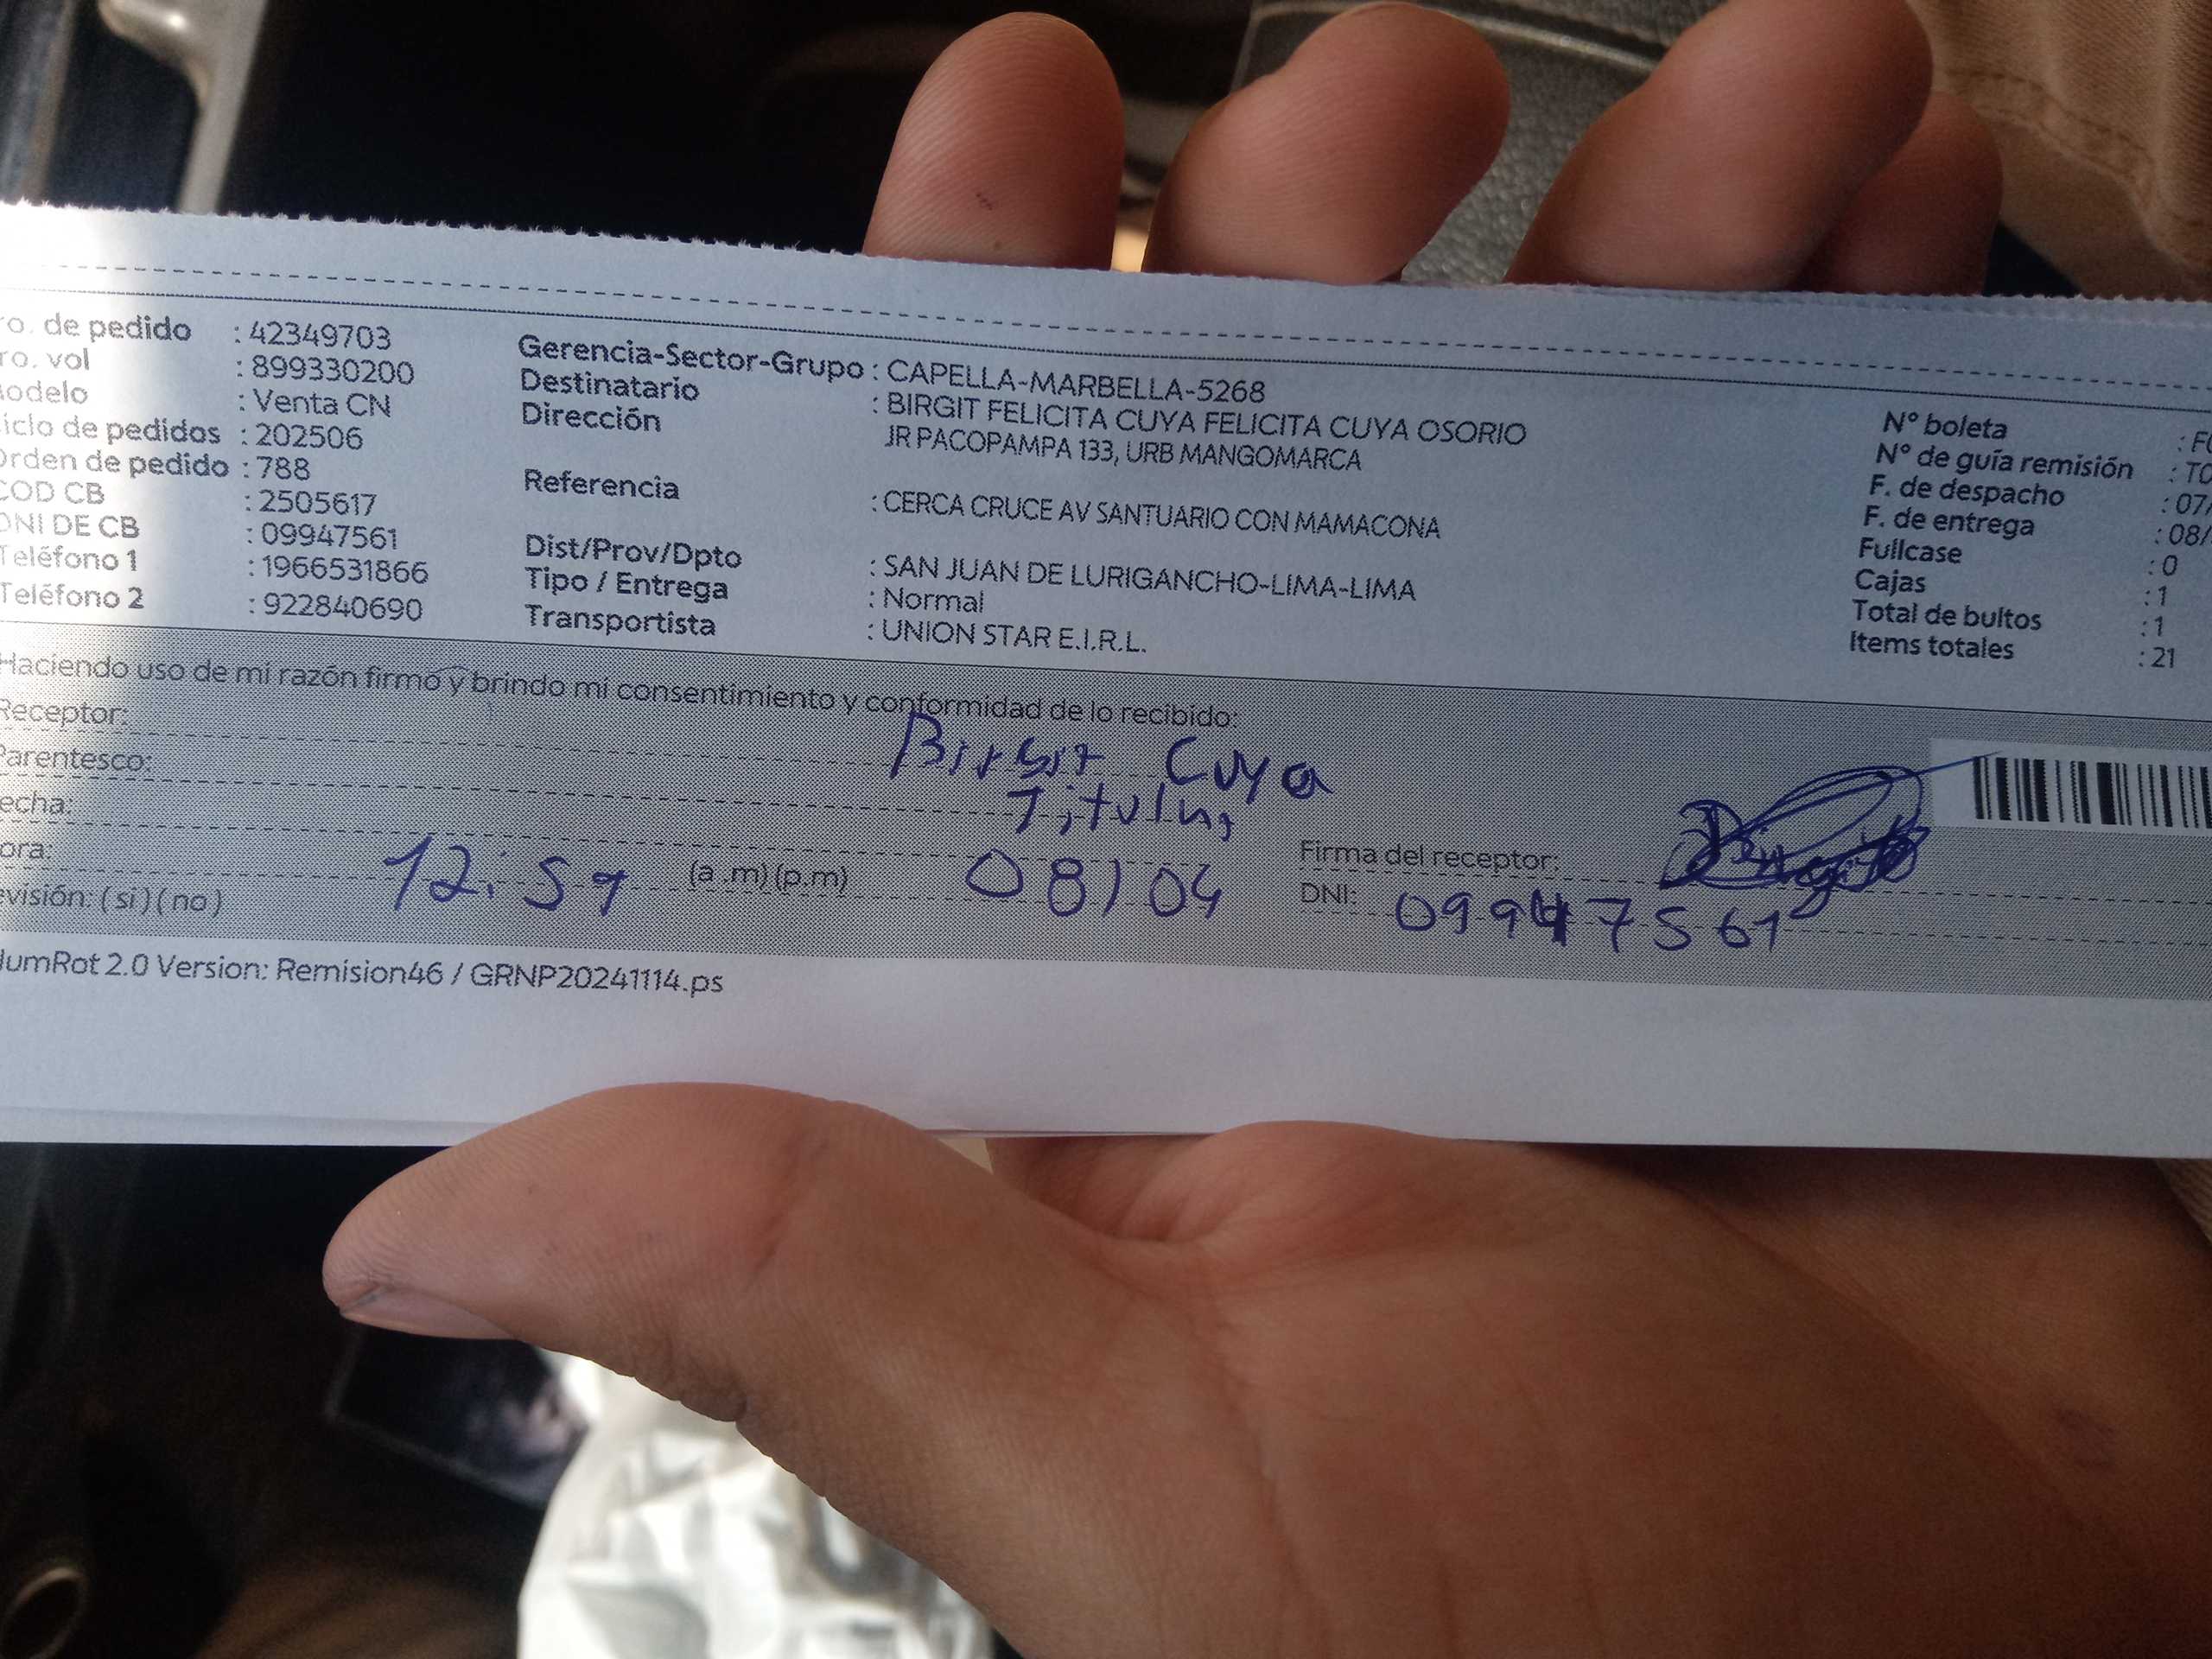 ro. de pedido : 42349703
ro. vol : 899330200
odelo : Venta CN
iclo de pedidos : 202506
Orden de pedido : 788
COD CB : 2505617
DNI DE CB : 09947561
Teléfono 1 : 1966531866
Teléfono 2 : 922840690
Gerencia-Sector-Grupo : CAPELLA-MARBELLA-5268
Destinatario : BIRGIT FELICITA CUYA FELICITA CUYA OSORIO
Dirección JR PACOPAMPA 133, URB MANGOMARCA
Referencia : CERCA CRUCE AV SANTUARIO CON MAMACONA
Dist/Prov/Dpto : SAN JUAN DE LURIGANCHO-LIMA-LIMA
Tipo / Entrega : Normal
Transportista : UNION STAR E.I.R.L.
N° boleta : F
N° de guía remisión : T0
F. de despacho : 07/
F. de entrega : 08/
Fullcase : 0
Cajas : 1
Total de bultos : 1
Items totales : 21
Haciendo uso de mi razón firmo y brindo mi consentimiento y conformidad de lo recibido:
Receptor: Birgit Cuya
Parentesco:
echa: 08/04
ora: 12:59 (a .m) (p.m)
evisión: ( si ) ( no )
Firma del receptor:
DNI: 09947561
NumRot 2.0 Version: Remision46 / GRNP20241114.ps